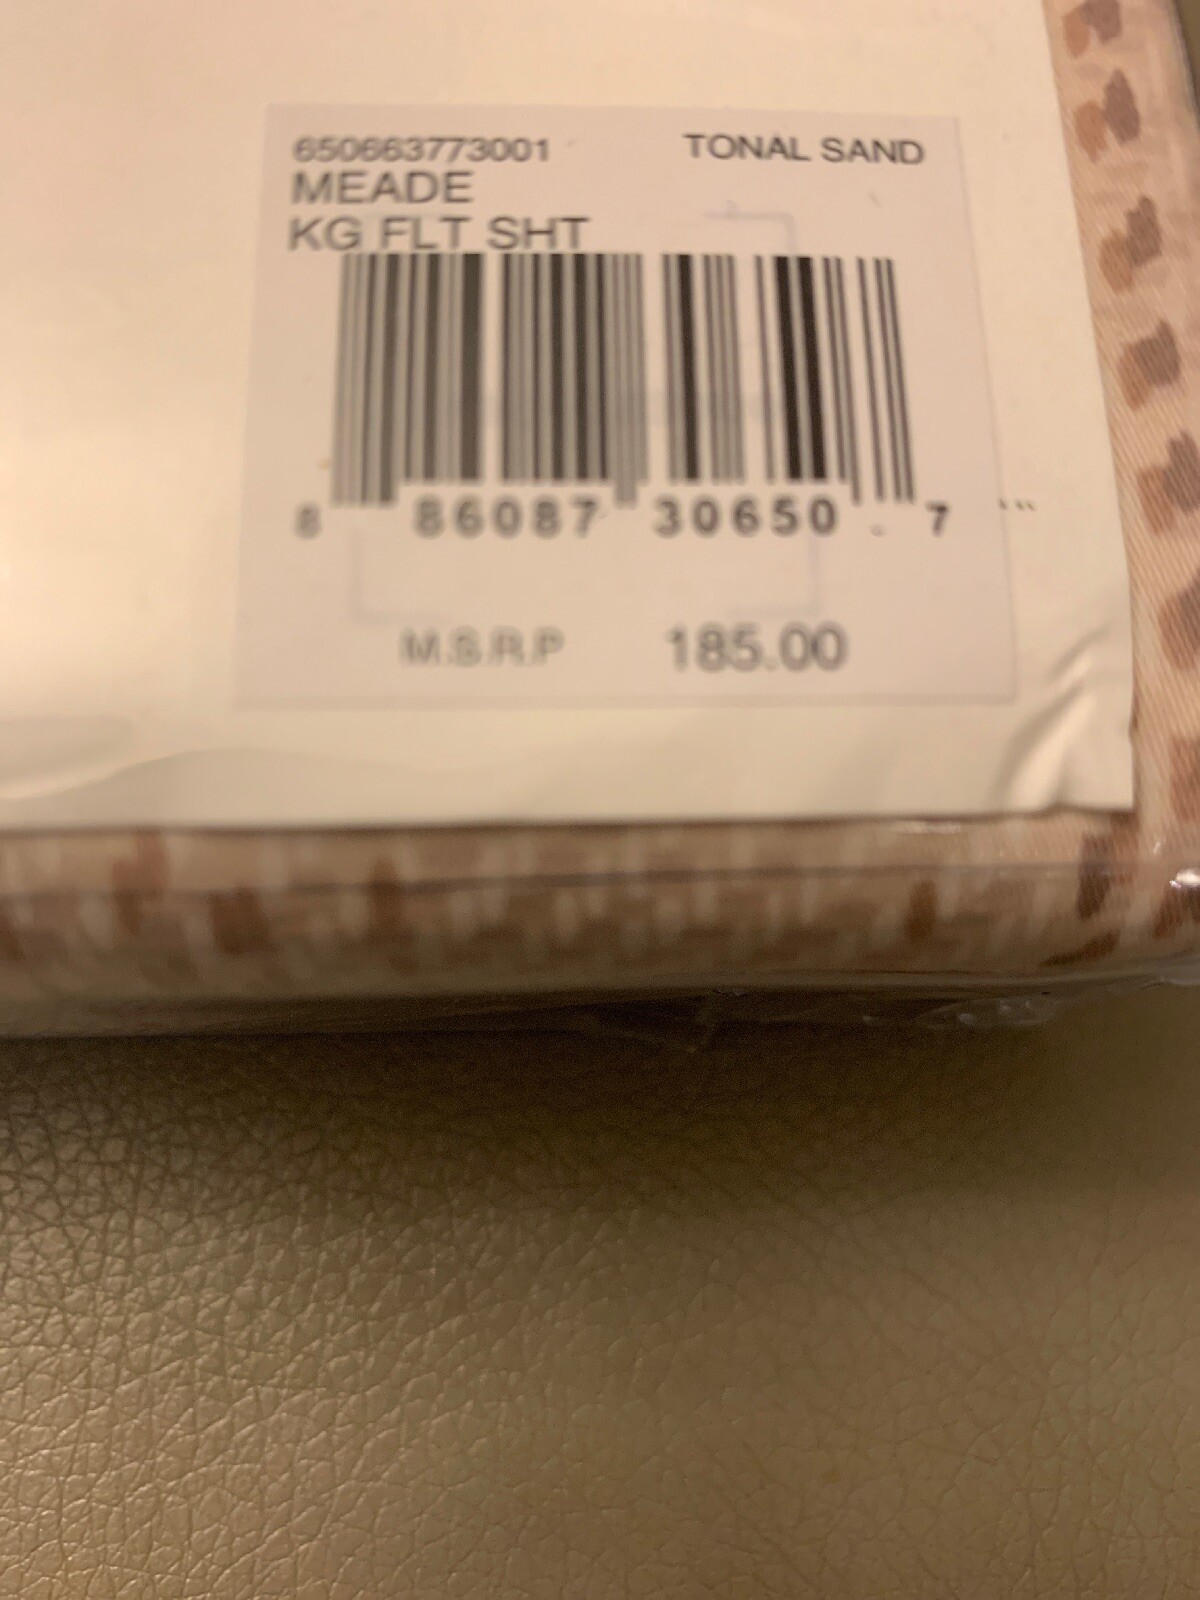 650663773001 TONAL SAND
MEADE
KG FLT SHT
8 86087 30650 7
M.S.R.P 185.00